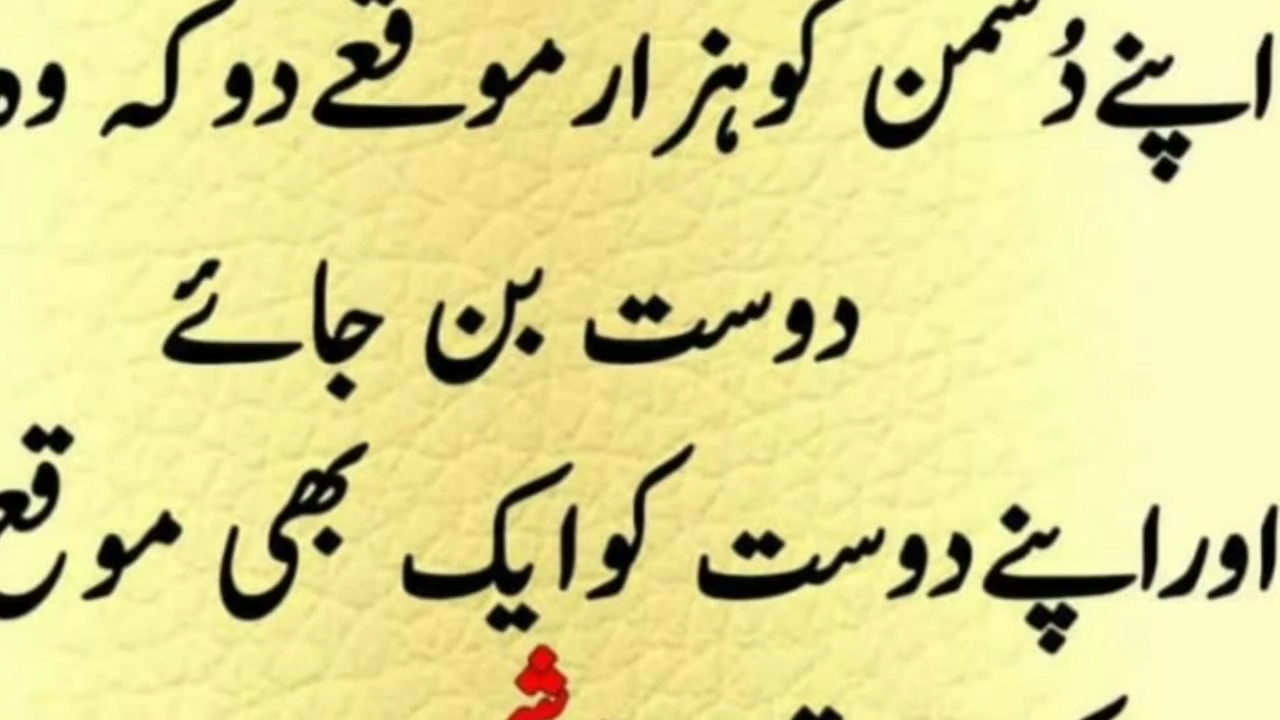 اپنے دُشمن کو ہزار موقعے دو کہ وہ
دوست بن جائے
اور اپنے دوست کو ایک بھی موقع